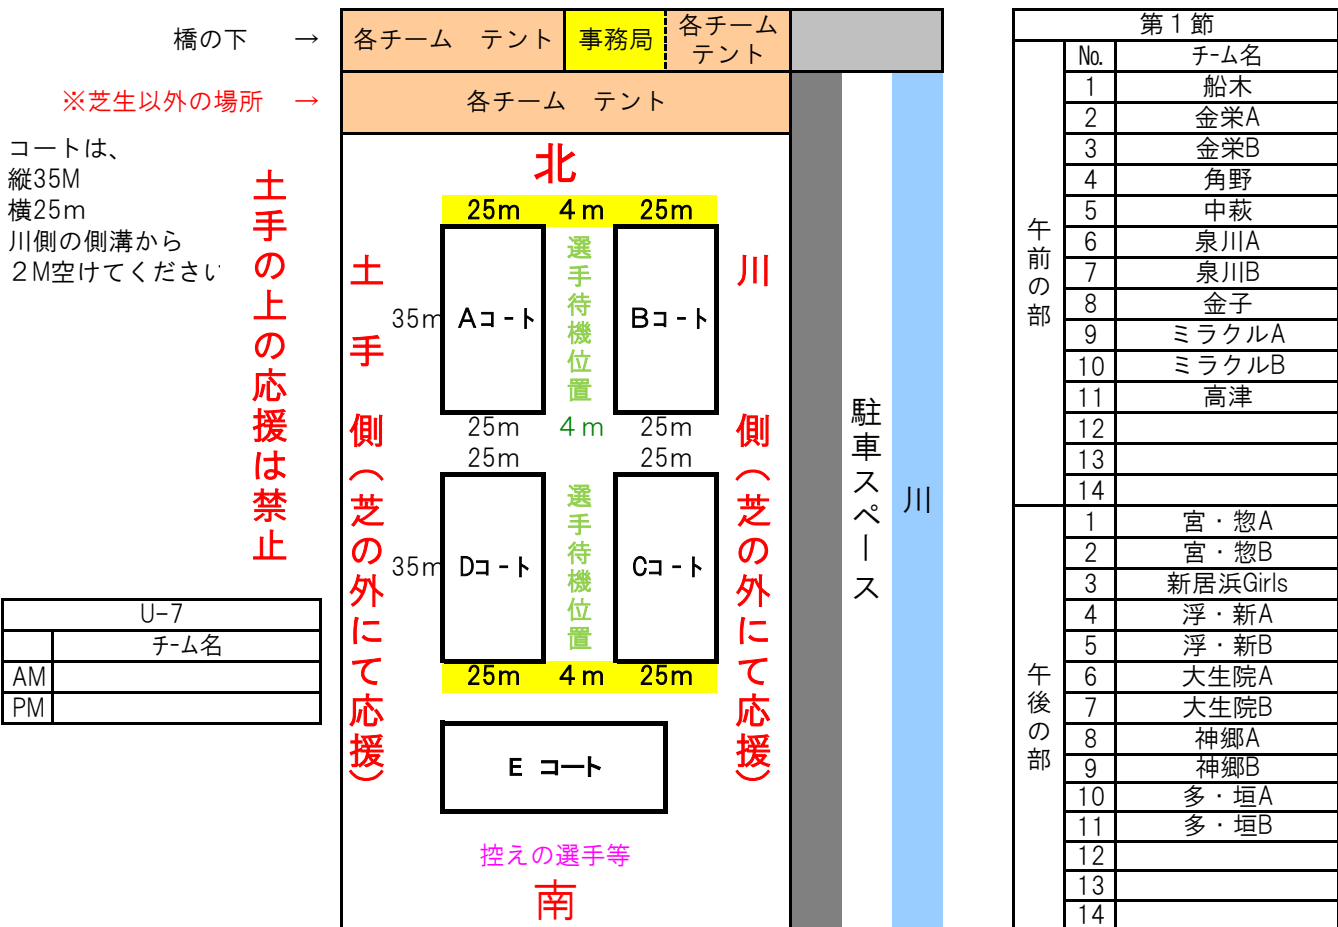 橋の下 →
各チーム テント
事務局
各チーム
テント
※芝生以外の場所 →
各チーム テント
コートは、
縦35M
横25m
川側の側溝から
２M空けてください
土手の上の応援は禁止
北
25m 4m 25m
土手側（芝の外にて応援）
川側（芝の外にて応援）
35m
Aコート
選手待機位置
Bコート
25m 4m 25m
25m 25m
35m
Dコート
選手待機位置
Cコート
25m 4m 25m
E コート
控えの選手等
南
駐車スペース
川
U-7
チーム名
AM
PM
第１節
No. チーム名
午前の部
1 船木
2 金栄A
3 金栄B
4 角野
5 中萩
6 泉川A
7 泉川B
8 金子
9 ミラクルA
10 ミラクルB
11 高津
12
13
14
午後の部
1 宮・惣A
2 宮・惣B
3 新居浜Girls
4 浮・新A
5 浮・新B
6 大生院A
7 大生院B
8 神郷A
9 神郷B
10 多・垣A
11 多・垣B
12
13
14